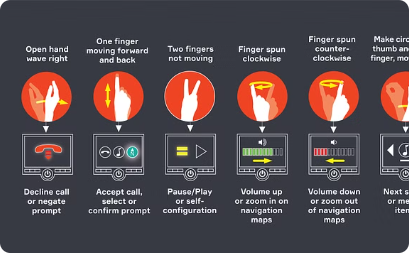 Open hand
wave right
One finger
moving forward
and back
Two fingers
not moving
Finger spun
clockwise
Finger spun
counter-
clockwise
Make circ
thumb and
finger, mov
Decline call
or negate
prompt
Accept call,
select or
confirm prompt
Pause/Play
or self-
configuration
Volume up
or zoom in on
navigation
maps
Volume down
or zoom out
of navigation
maps
Next s
or me
item